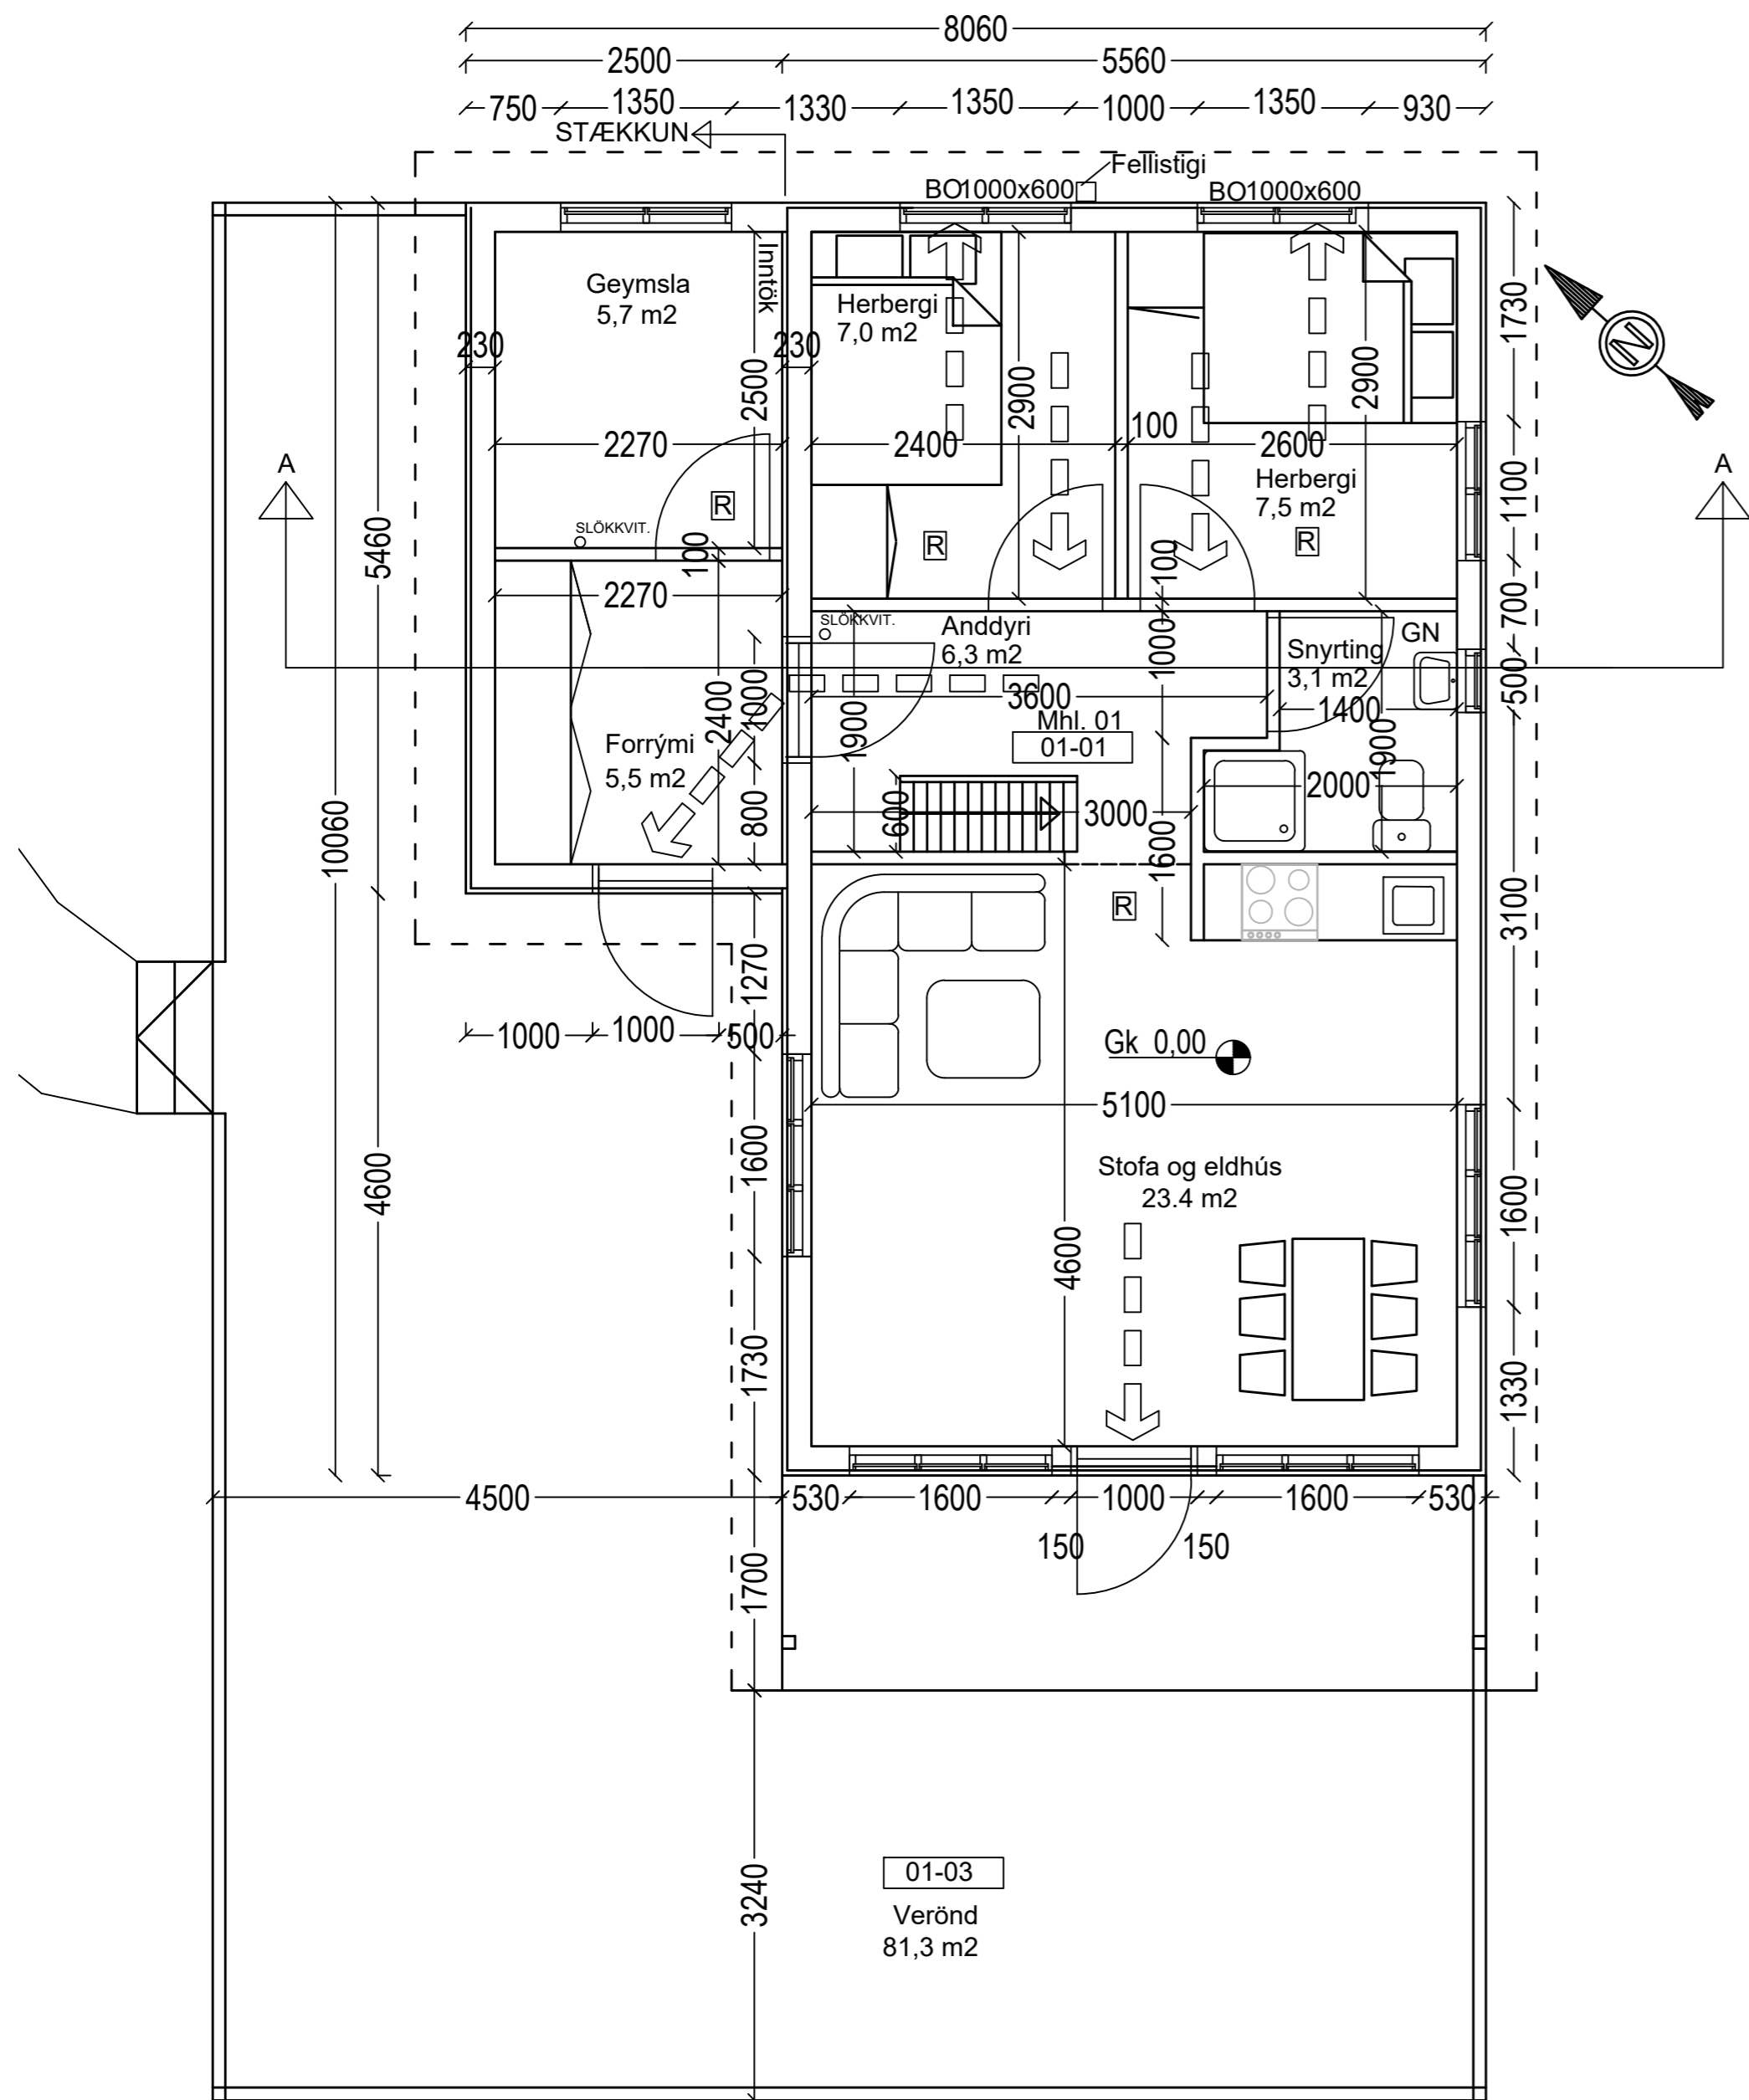 8060
2500
5560
750
1350
1330
1350
1000
1350
930
STÆKKUN
Fellistigi
BO1000x600
BO1000x600
Geymsla
5,7 m2
Inntök
Herbergi
7,0 m2
230
230
2500
2900
2900
1730
N
2270
2400
100
2600
Herbergi
7,5 m2
1100
A
A
R
R
R
SLÖKKVIT.
5460
100
100
2270
700
SLÖKKVIT.
Anddyri
6,3 m2
1000
Snyrting
3,1 m2
GN
500
3600
1400
2400
1000
1900
1900
Mhl. 01
01-01
Forrými
5,5 m2
2000
800
600
3000
1600
10060
R
3100
1270
1000
1000
500
Gk 0,00
5100
1600
4600
Stofa og eldhús
23.4 m2
1600
4600
1730
1330
4500
530
1600
1000
1600
530
150
150
1700
3240
01-03
Verönd
81,3 m2